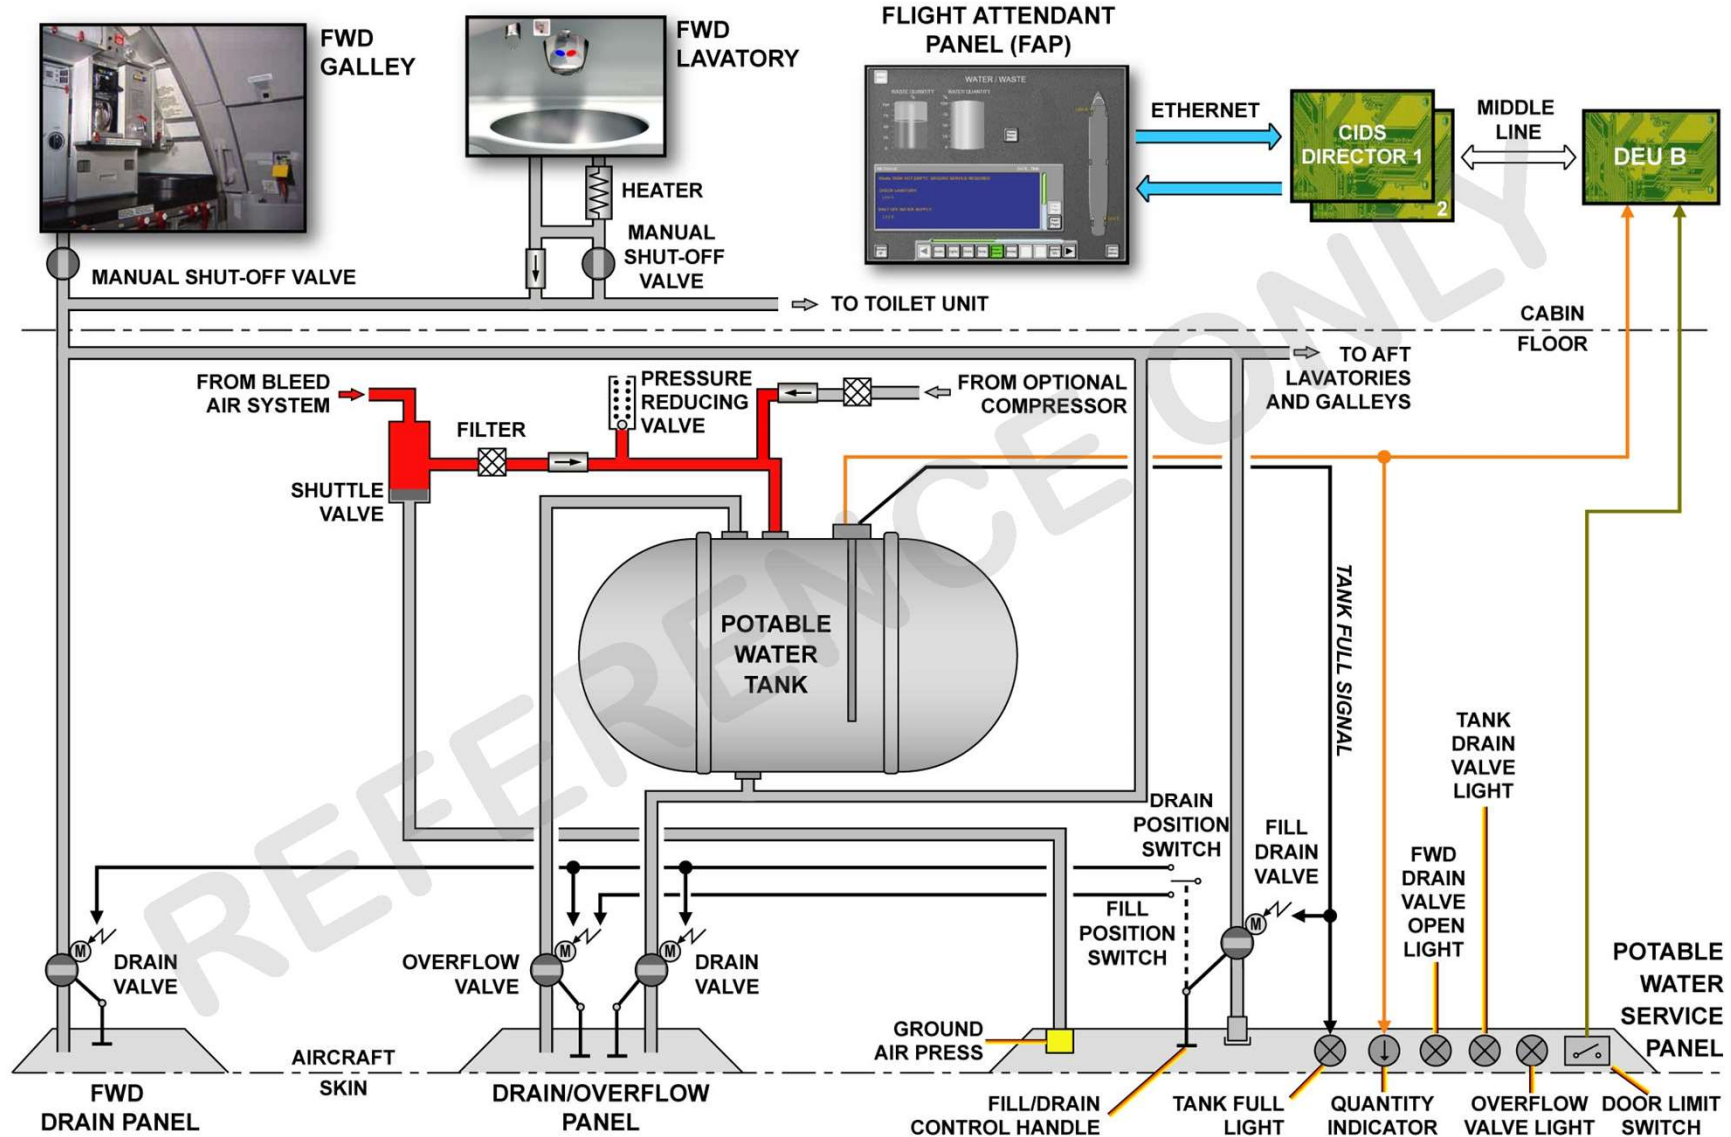 FWD
GALLEY
FWD
LAVATORY
FLIGHT ATTENDANT
PANEL (FAP)
WATER / WASTE
WASTE QUANTITY
WATER QUANTITY
ETHERNET
CIDS
DIRECTOR 1
2
MIDDLE
LINE
DEU B
HEATER
MANUAL
SHUT-OFF
VALVE
MANUAL SHUT-OFF VALVE
TO TOILET UNIT
CABIN
FLOOR
TO AFT
LAVATORIES
AND GALLEYS
FROM BLEED
AIR SYSTEM
PRESSURE
REDUCING
VALVE
FROM OPTIONAL
COMPRESSOR
FILTER
SHUTTLE
VALVE
POTABLE
WATER
TANK
TANK FULL SIGNAL
REFERENCE ONLY
TANK
DRAIN
VALVE
LIGHT
DRAIN
POSITION
SWITCH
FILL
DRAIN
VALVE
FWD
DRAIN
VALVE
OPEN
LIGHT
FILL
POSITION
SWITCH
M
DRAIN
VALVE
OVERFLOW
VALVE
M
M
DRAIN
VALVE
M
POTABLE
WATER
SERVICE
PANEL
GROUND
AIR PRESS
AIRCRAFT
SKIN
FWD
DRAIN PANEL
DRAIN/OVERFLOW
PANEL
FILL/DRAIN
CONTROL HANDLE
TANK FULL
LIGHT
QUANTITY
INDICATOR
OVERFLOW
VALVE LIGHT
DOOR LIMIT
SWITCH